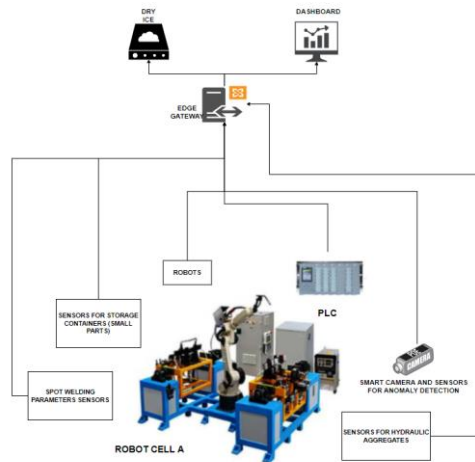 DRY
ICE
DASHBOARD
EDGE
GATEWAY
ROBOTS
PLC
SENSORS FOR STORAGE
CONTAINERS (SMALL
PARTS)
CAMERA
SMART CAMERA AND SENSORS
FOR ANOMALY DETECTION
SPOT WELDING
PARAMETERS SENSORS
SENSORS FOR HYDRAULIC
AGGREGATES
ROBOT CELL A